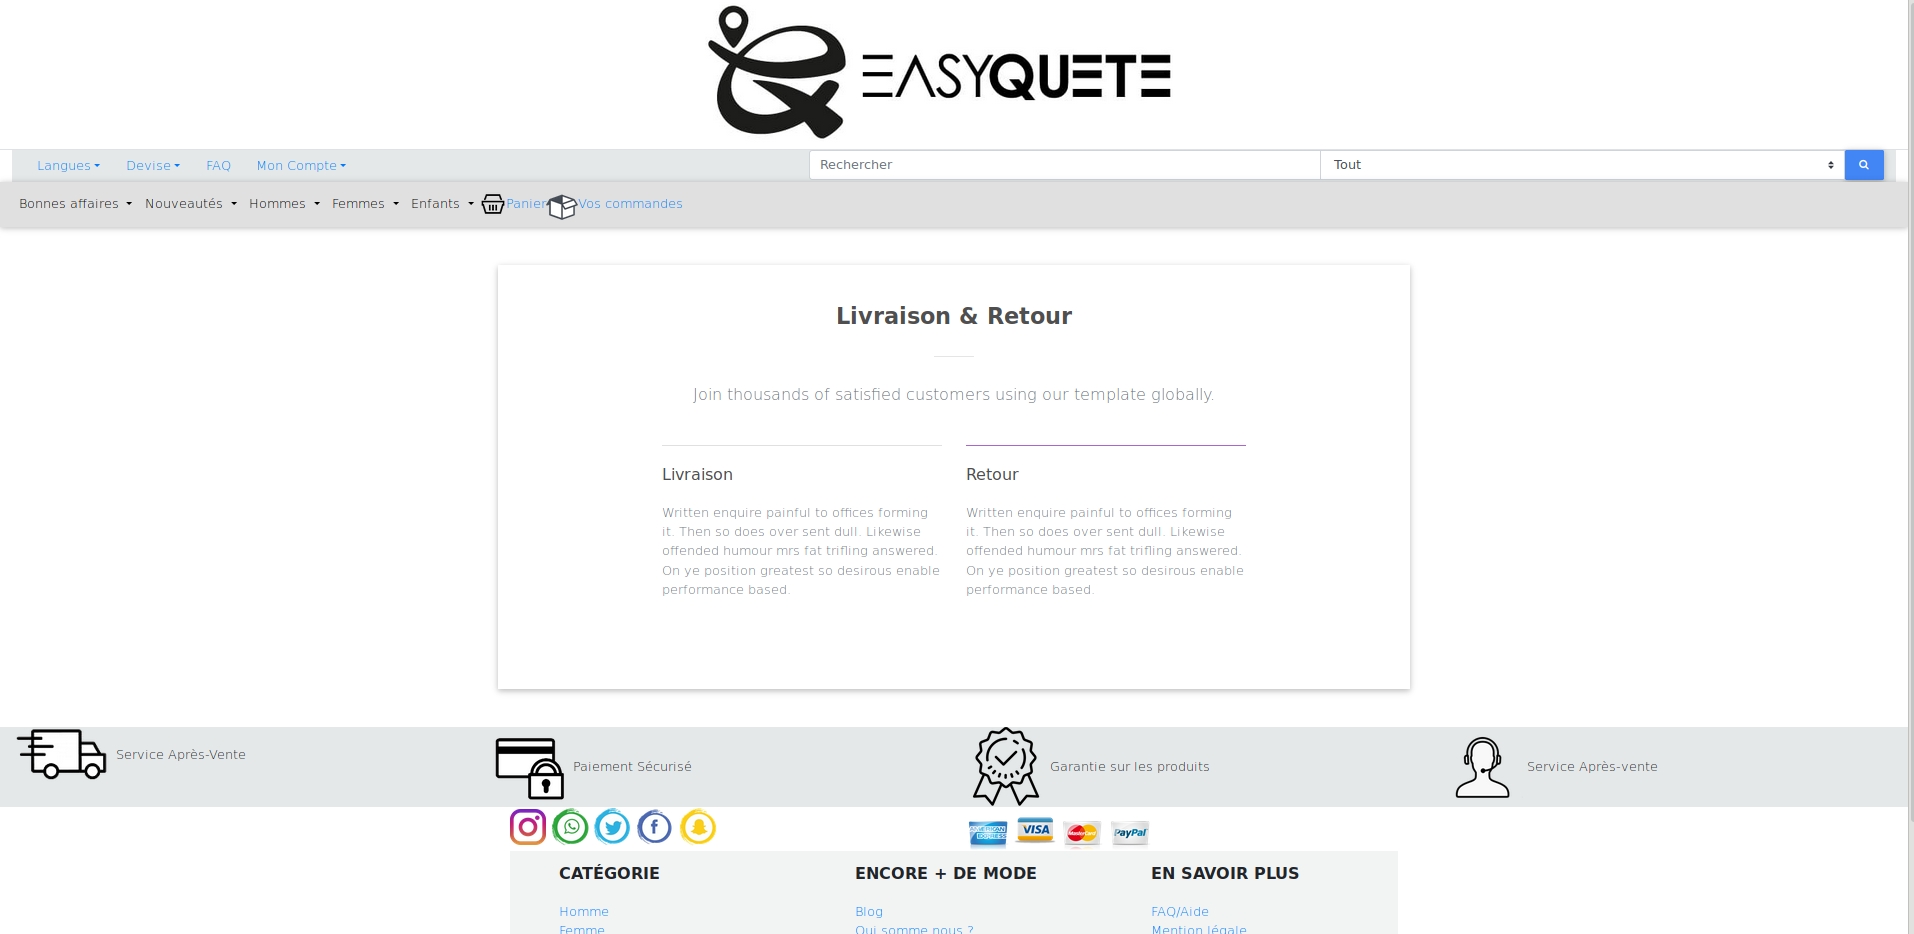 EASYQUETE
Langues
Devise
FAQ
Mon Compte
Rechercher
Tout
Bonnes affaires
Nouveautés
Hommes
Femmes
Enfants
Panier
Vos commandes
Livraison & Retour
Join thousands of satisfied customers using our template globally.
Livraison
Written enquire painful to offices forming
it. Then so does over sent dull. Likewise
offended humour mrs fat trifling answered.
On ye position greatest so desirous enable
performance based.
Retour
Written enquire painful to offices forming
it. Then so does over sent dull. Likewise
offended humour mrs fat trifling answered.
On ye position greatest so desirous enable
performance based.
Service Après-Vente
Paiement Sécurisé
Garantie sur les produits
Service Après-vente
AMERICAN
EXPRESS
VISA
MasterCard
PayPal
CATÉGORIE
Homme
Femme
ENCORE + DE MODE
Blog
Qui somme nous ?
EN SAVOIR PLUS
FAQ/Aide
Mention légale